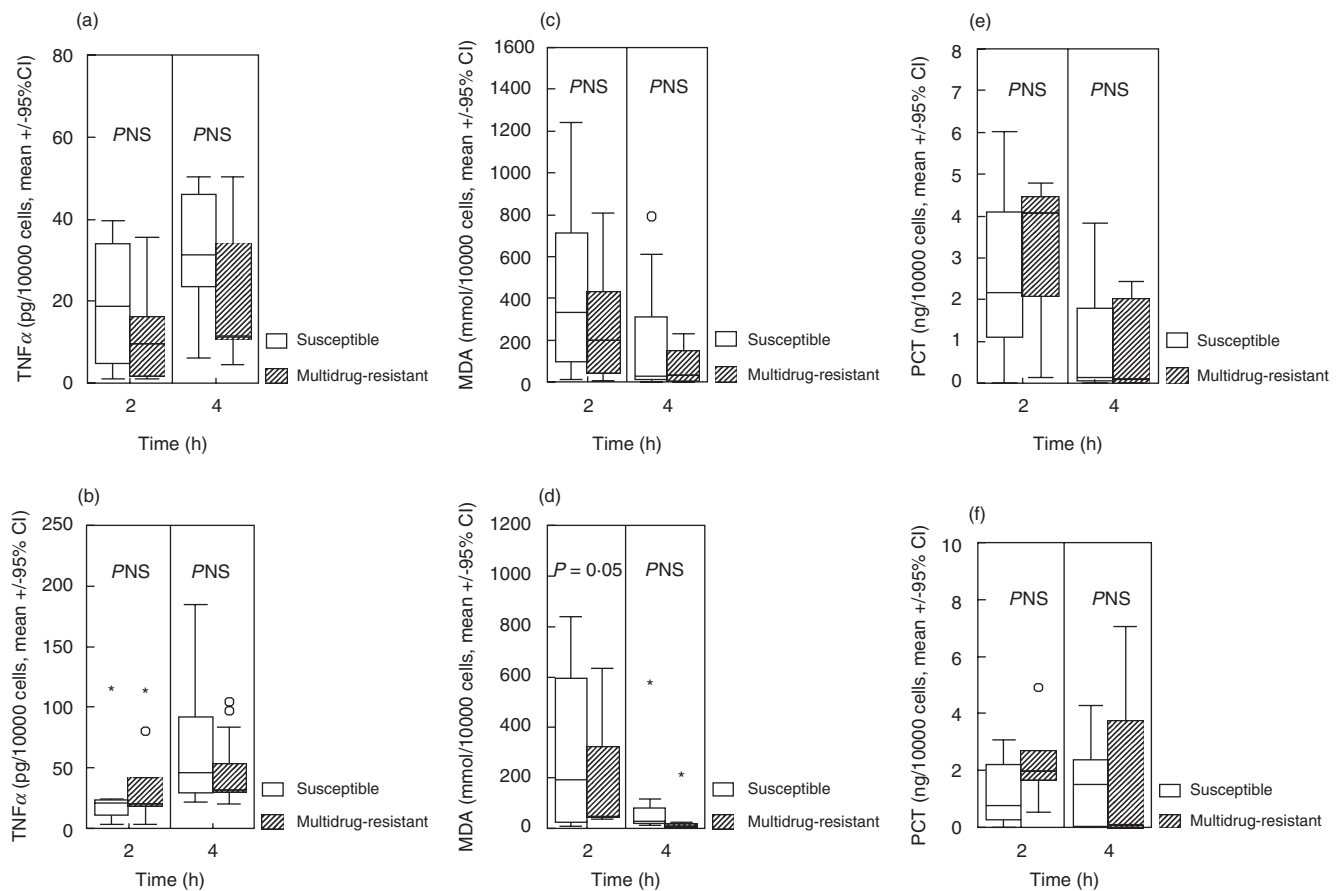 (a)
TNFα (pg/10000 cells, mean +/-95%CI)
80
60
40
20
0
PNS
PNS
2
4
Time (h)
Susceptible
Multidrug-resistant
(c)
MDA (mmol/10000 cells, mean +/-95% CI)
1600
1400
1200
1000
800
600
400
200
0
PNS
PNS
2
4
Time (h)
Susceptible
Multidrug-resistant
(e)
PCT (ng/10000 cells, mean +/-95% CI)
8
7
6
5
4
3
2
1
0
PNS
PNS
2
4
Time (h)
Susceptible
Multidrug-resistant
(b)
TNFα (pg/10000 cells, mean +/-95% CI)
250
200
150
100
50
0
PNS
PNS
*
*
2
4
Time (h)
Susceptible
Multidrug-resistant
(d)
MDA (mmol/10000 cells, mean +/-95% CI)
1200
1000
800
600
400
200
0
P = 0·05
PNS
*
*
2
4
Time (h)
Susceptible
Multidrug-resistant
(f)
PCT (ng/10000 cells, mean +/-95% CI)
10
8
6
4
2
0
PNS
PNS
2
4
Time (h)
Susceptible
Multidrug-resistant